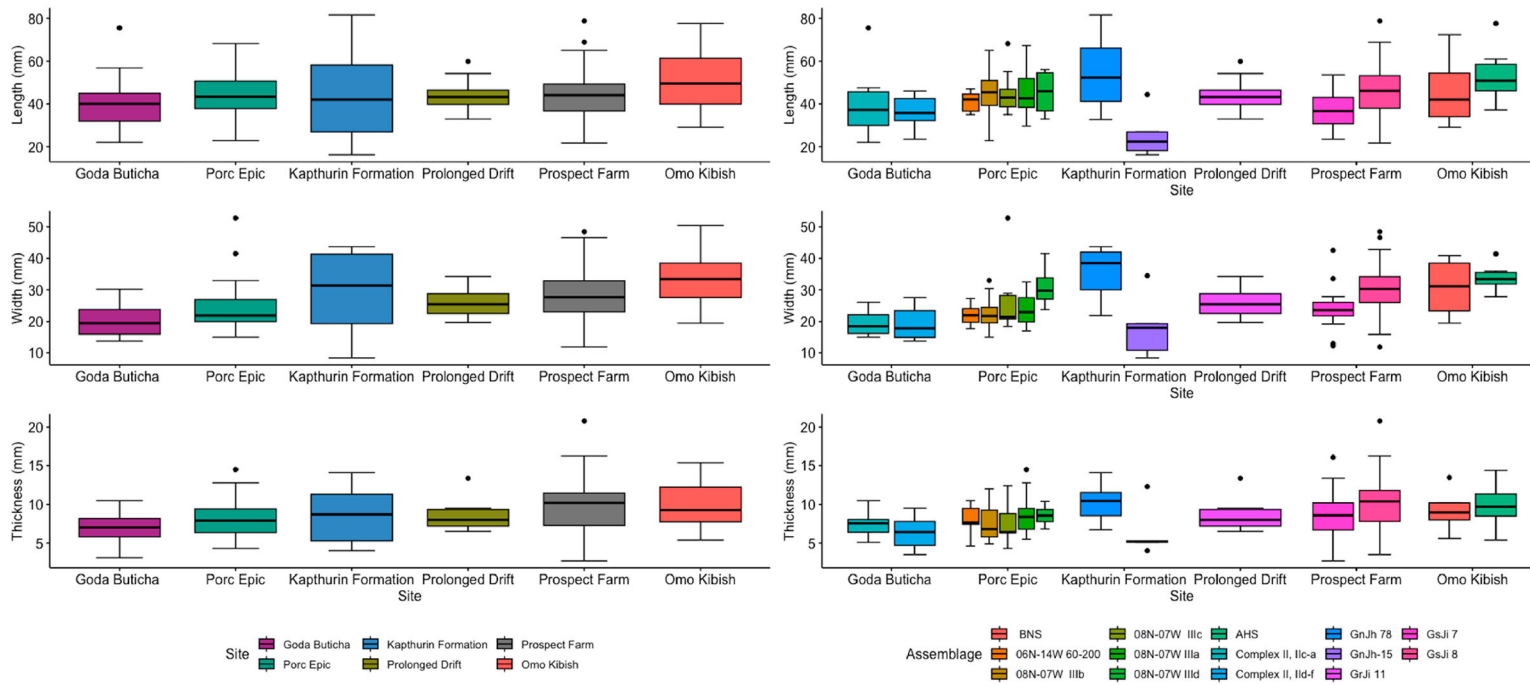 Length (mm)
80
60
40
20
Goda Buticha
Porc Epic
Kapthurin Formation
Prolonged Drift
Prospect Farm
Omo Kibish
Width (mm)
50
40
30
20
10
Goda Buticha
Porc Epic
Kapthurin Formation
Prolonged Drift
Prospect Farm
Omo Kibish
Thickness (mm)
20
15
10
5
Goda Buticha
Porc Epic
Kapthurin Formation
Prolonged Drift
Prospect Farm
Omo Kibish
Site
Site
Goda Buticha
Kapthurin Formation
Prospect Farm
Porc Epic
Prolonged Drift
Omo Kibish
Length (mm)
80
60
40
20
Goda Buticha
Porc Epic
Kapthurin Formation
Prolonged Drift
Prospect Farm
Omo Kibish
Site
Width (mm)
50
40
30
20
10
Goda Buticha
Porc Epic
Kapthurin Formation
Prolonged Drift
Prospect Farm
Omo Kibish
Site
Thickness (mm)
20
15
10
5
Goda Buticha
Porc Epic
Kapthurin Formation
Prolonged Drift
Prospect Farm
Omo Kibish
Site
Assemblage
BNS
06N-14W 60-200
08N-07W IIIb
08N-07W IIIc
08N-07W IIIa
08N-07W IIId
AHS
Complex II, IIc-a
Complex II, IId-f
GnJh 78
GnJh-15
GrJi 11
GsJi 7
GsJi 8